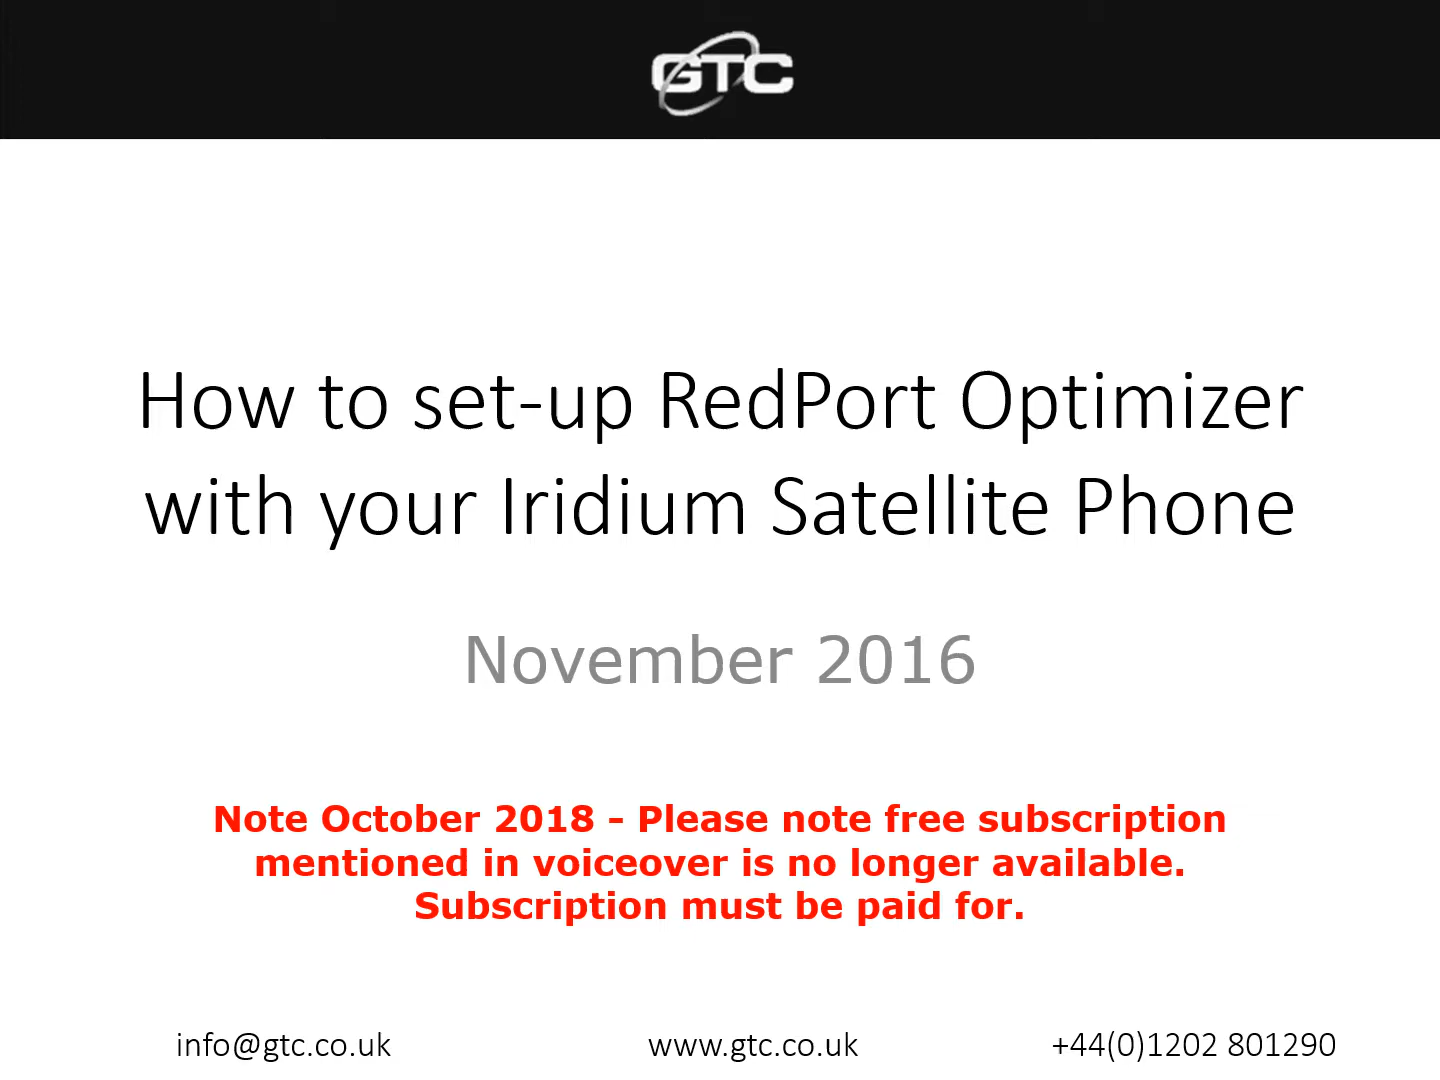 GTC
How to set-up RedPort Optimizer
with your Iridium Satellite Phone
November 2016
Note October 2018 - Please note free subscription
mentioned in voiceover is no longer available.
Subscription must be paid for.
info@gtc.co.uk www.gtc.co.uk +44(0)1202 801290